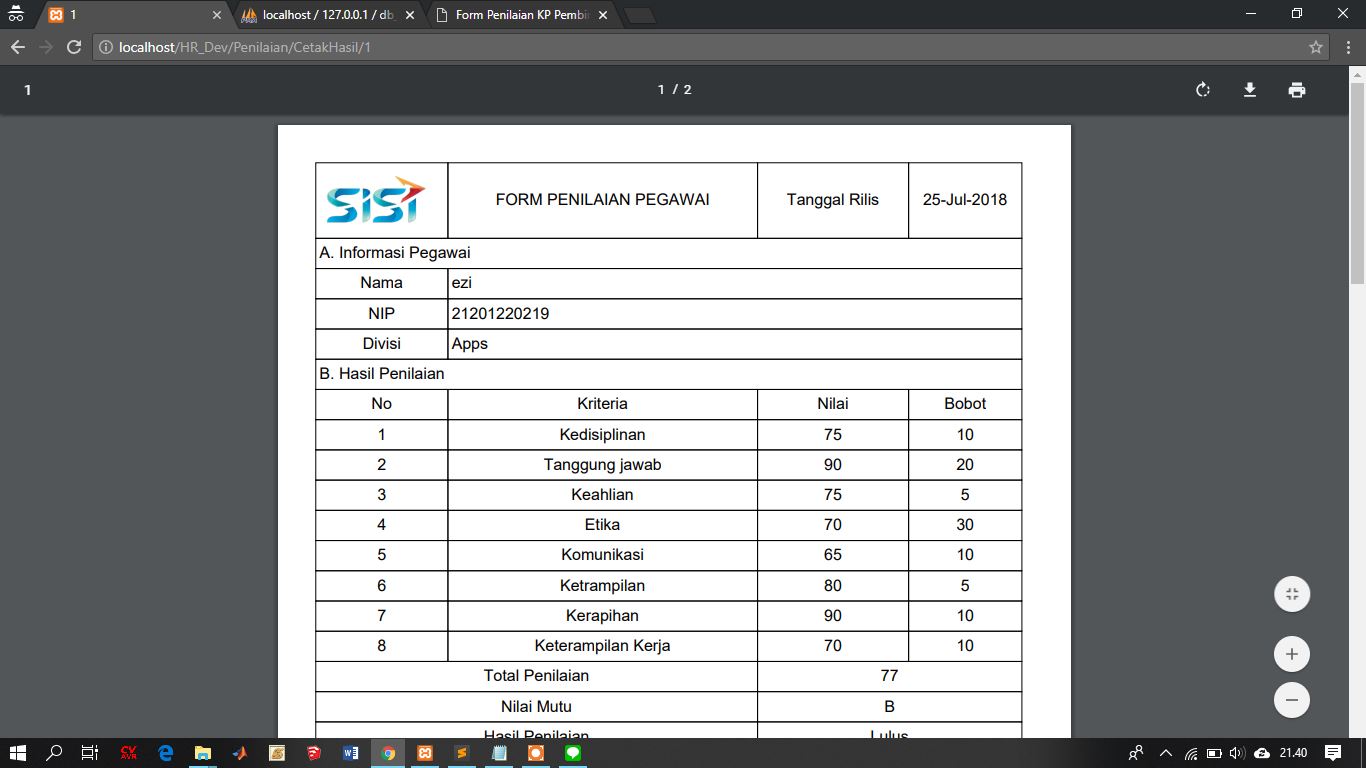 1
localhost / 127.0.0.1 / db_
Form Penilaian KP Pembi
localhost/HR_Dev/Penilaian/CetakHasil/1
1
1 / 2
SISI
FORM PENILAIAN PEGAWAI
Tanggal Rilis
25-Jul-2018
A. Informasi Pegawai
Nama ezi
NIP 21201220219
Divisi Apps
B. Hasil Penilaian
No Kriteria Nilai Bobot
1 Kedisiplinan 75 10
2 Tanggung jawab 90 20
3 Keahlian 75 5
4 Etika 70 30
5 Komunikasi 65 10
6 Ketrampilan 80 5
7 Kerapihan 90 10
8 Keterampilan Kerja 70 10
Total Penilaian 77
Nilai Mutu B
Hasil Penilaian Lulus
CV
AVR
21.40